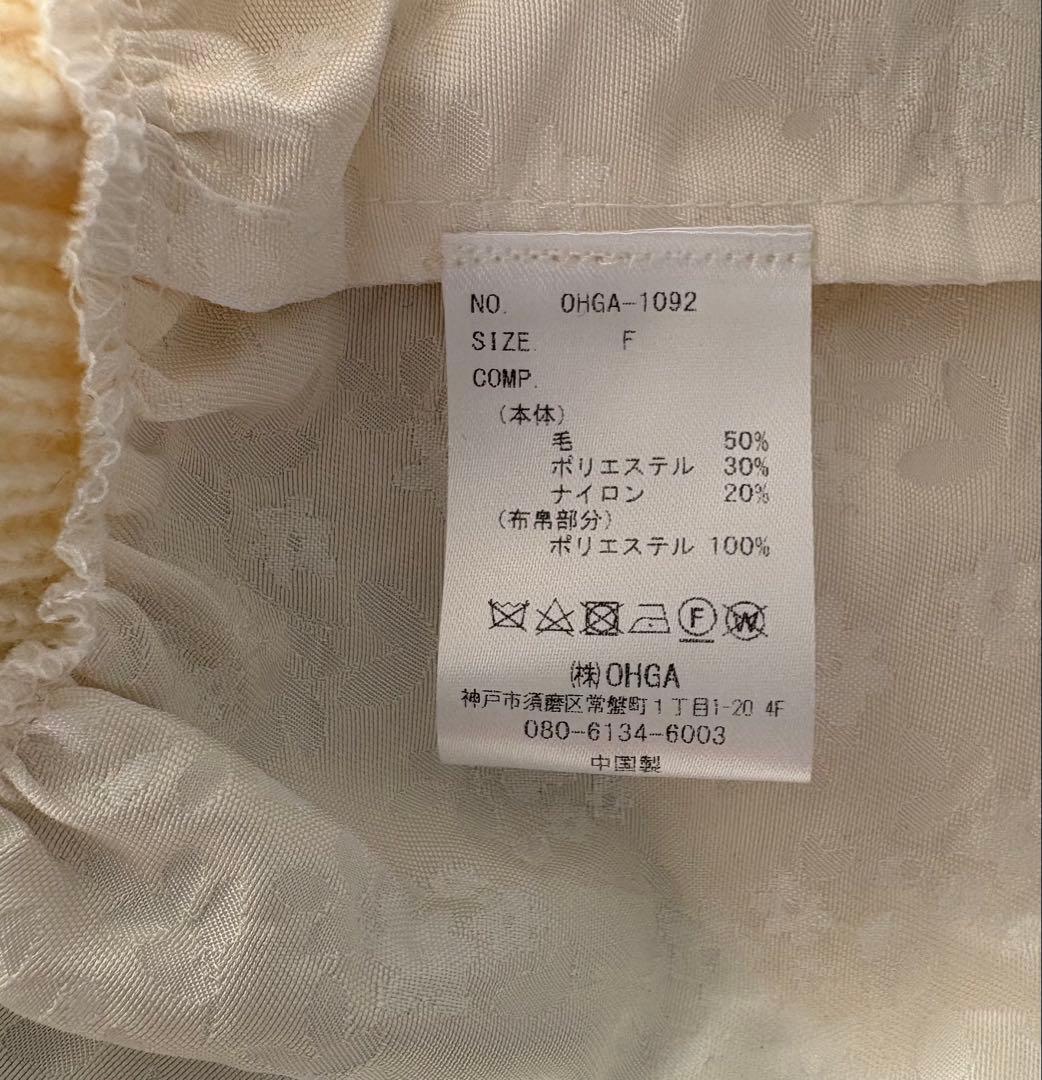 NO. OHGA-1092
SIZE. F
COMP.
(本体)
毛 50%
ポリエステル 30%
ナイロン 20%
(布帛部分)
ポリエステル 100%
F W
㈱OHGA
神戸市須磨区常盤町1丁目1-20 4F
080-6134-6003
中国製